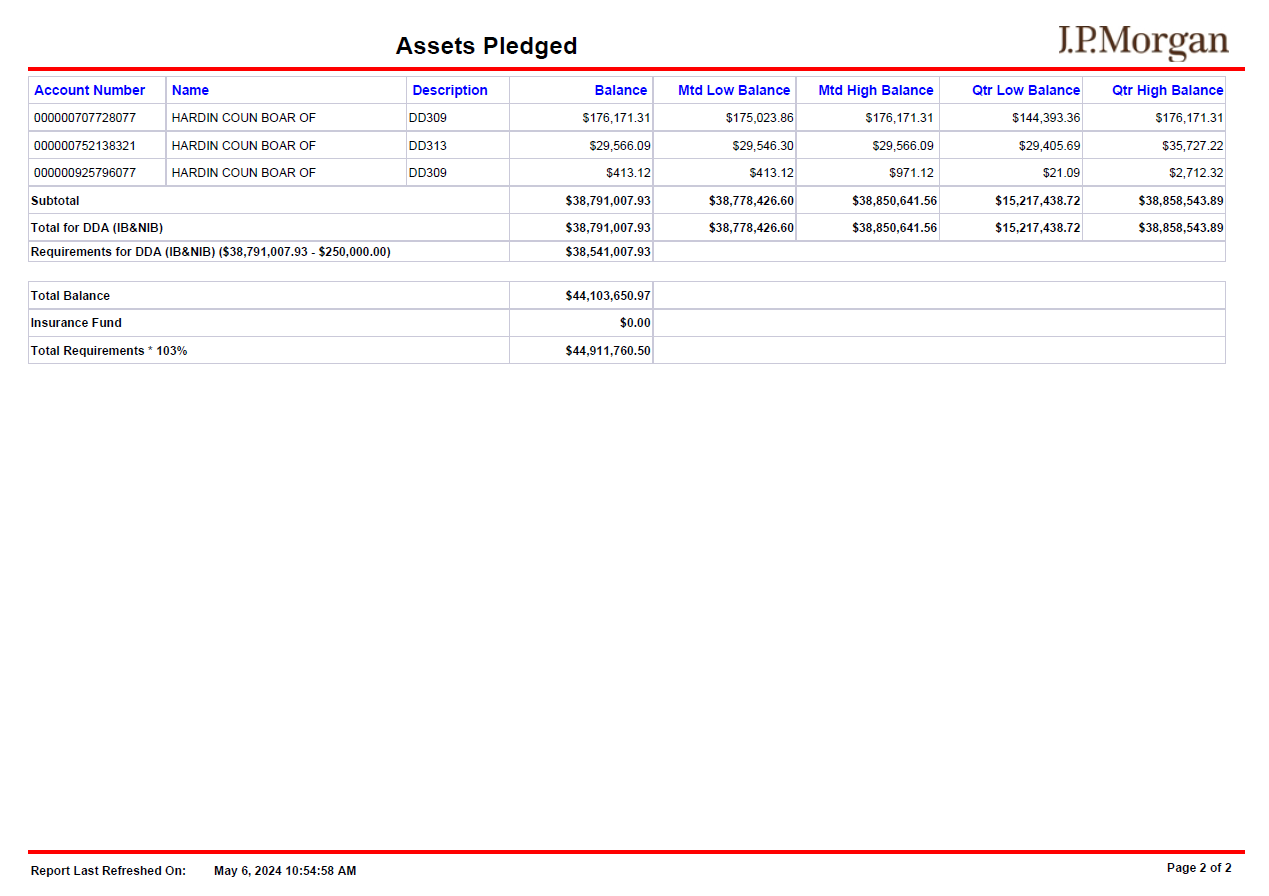 Assets Pledged
J.P.Morgan
Account Number Name Description Balance Mtd Low Balance Mtd High Balance Qtr Low Balance Qtr High Balance
000000707728077 HARDIN COUN BOAR OF DD309 $176,171.31 $175,023.86 $176,171.31 $144,393.36 $176,171.31
000000752138321 HARDIN COUN BOAR OF DD313 $29,566.09 $29,546.30 $29,566.09 $29,405.69 $35,727.22
000000925796077 HARDIN COUN BOAR OF DD309 $413.12 $413.12 $971.12 $21.09 $2,712.32
Subtotal $38,791,007.93 $38,778,426.60 $38,850,641.56 $15,217,438.72 $38,858,543.89
Total for DDA (IB&NIB) $38,791,007.93 $38,778,426.60 $38,850,641.56 $15,217,438.72 $38,858,543.89
Requirements for DDA (IB&NIB) ($38,791,007.93 - $250,000.00) $38,541,007.93
Total Balance $44,103,650.97
Insurance Fund $0.00
Total Requirements * 103% $44,911,760.50
Report Last Refreshed On: May 6, 2024 10:54:58 AM
Page 2 of 2